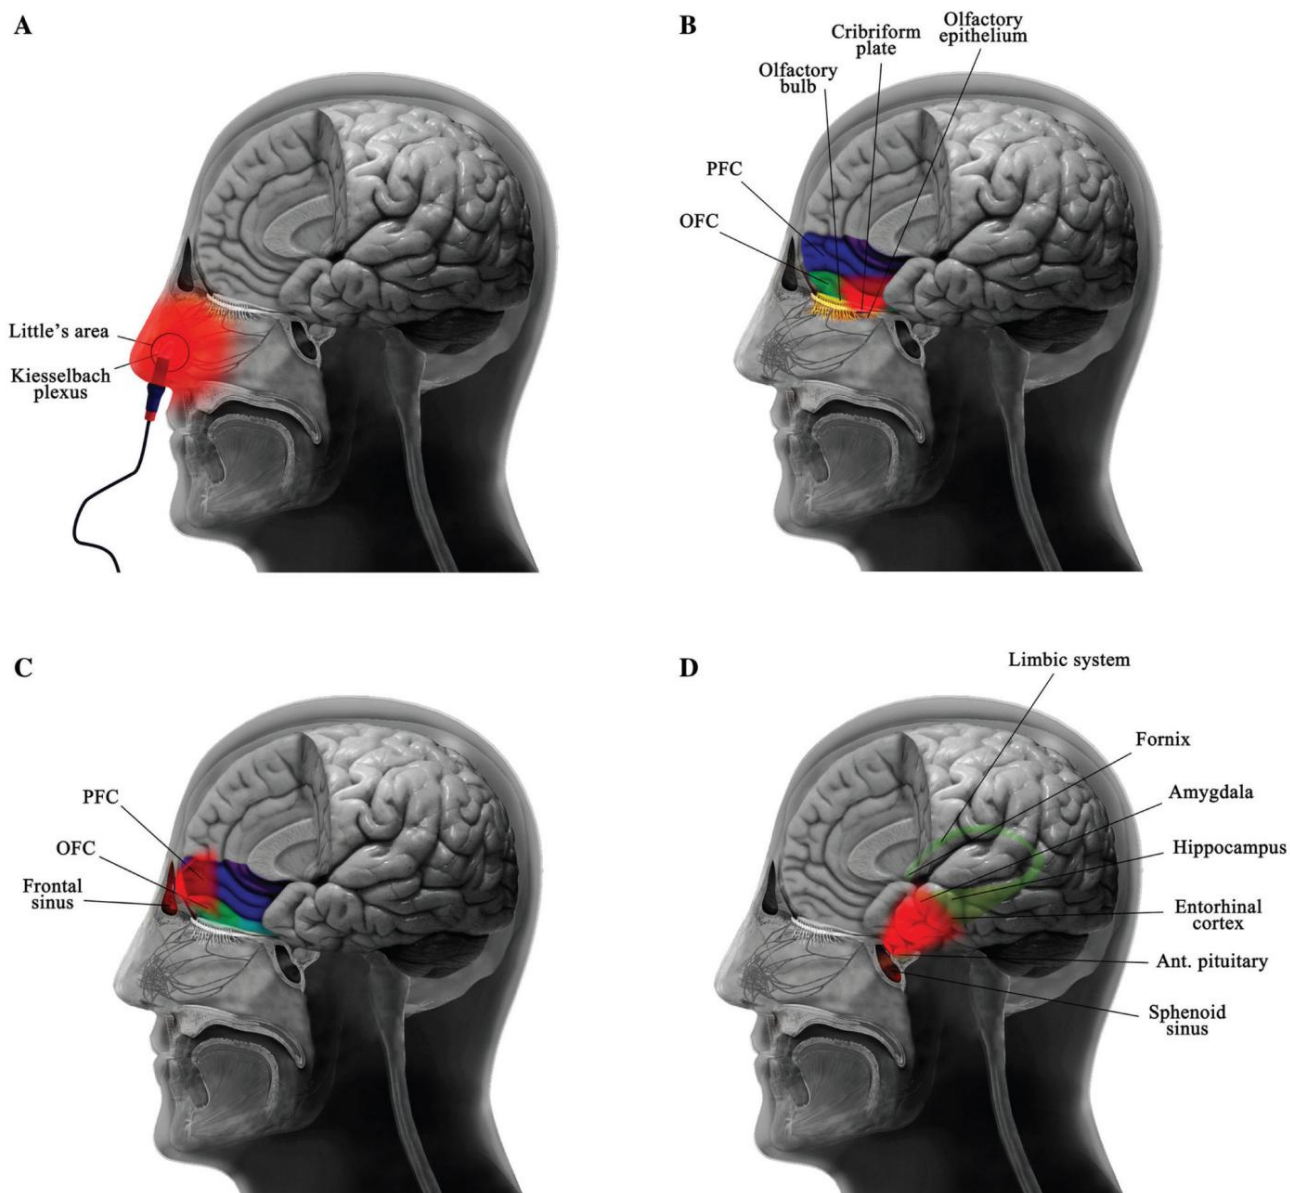 A
Little's area
Kiesselbach
plexus
B
Olfactory
epithelium
Cribriform
plate
Olfactory
bulb
PFC
OFC
C
PFC
OFC
Frontal
sinus
D
Limbic system
Fornix
Amygdala
Hippocampus
Entorhinal
cortex
Ant. pituitary
Sphenoid
sinus